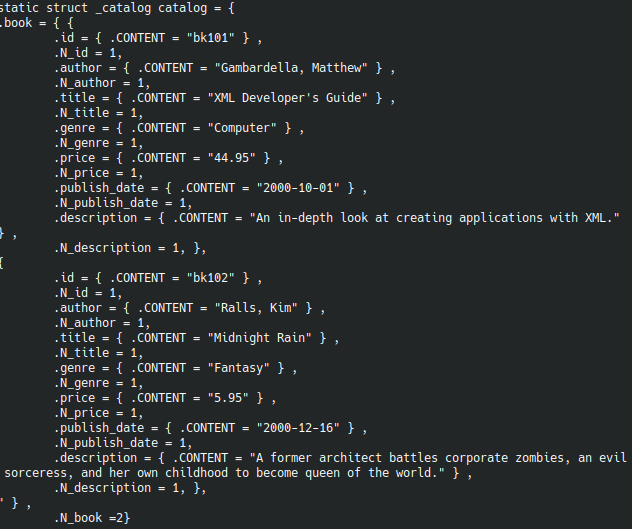 static struct _catalog catalog = {
.book = { {
.id = { .CONTENT = "bk101" } ,
.N_id = 1,
.author = { .CONTENT = "Gambardella, Matthew" } ,
.N_author = 1,
.title = { .CONTENT = "XML Developer's Guide" } ,
.N_title = 1,
.genre = { .CONTENT = "Computer" } ,
.N_genre = 1,
.price = { .CONTENT = "44.95" } ,
.N_price = 1,
.publish_date = { .CONTENT = "2000-10-01" } ,
.N_publish_date = 1,
.description = { .CONTENT = "An in-depth look at creating applications with XML."
} ,
.N_description = 1, },
{
.id = { .CONTENT = "bk102" } ,
.N_id = 1,
.author = { .CONTENT = "Ralls, Kim" } ,
.N_author = 1,
.title = { .CONTENT = "Midnight Rain" } ,
.N_title = 1,
.genre = { .CONTENT = "Fantasy" } ,
.N_genre = 1,
.price = { .CONTENT = "5.95" } ,
.N_price = 1,
.publish_date = { .CONTENT = "2000-12-16" } ,
.N_publish_date = 1,
.description = { .CONTENT = "A former architect battles corporate zombies, an evil
sorceress, and her own childhood to become queen of the world." } ,
.N_description = 1, },
" } ,
.N_book =2}